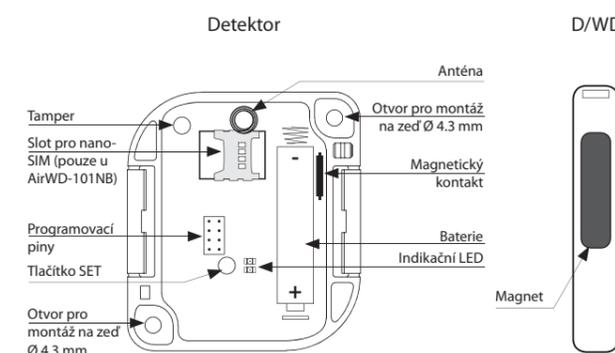 Detektor
D/WD
Anténa
Tamper
Otvor pro montáž
na zeď Ø 4.3 mm
Slot pro nano-
SIM (pouze u
AirWD-101NB)
Magnetický
kontakt
Programovací
piny
Baterie
Indikační LED
Tlačítko SET
Magnet
Otvor pro
montáž na zeď
Ø 4.3 mm
-
+